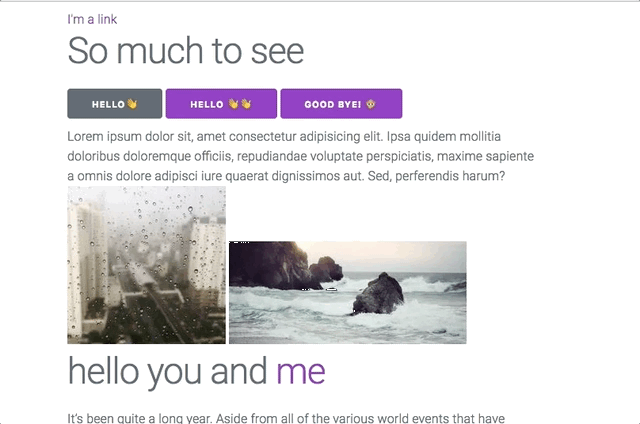 I'm a link
So much to see
HELLO👋
HELLO 👋👋
GOOD BYE! 👵
Lorem ipsum dolor sit, amet consectetur adipisicing elit. Ipsa quidem mollitia
doloribus doloremque officiis, repudiandae voluptate perspiciatis, maxime sapiente
a omnis dolore adipisci iure quaerat dignissimos aut. Sed, perferendis harum?
hello you and me
It's been quite a long year. Aside from all of the various world events that have